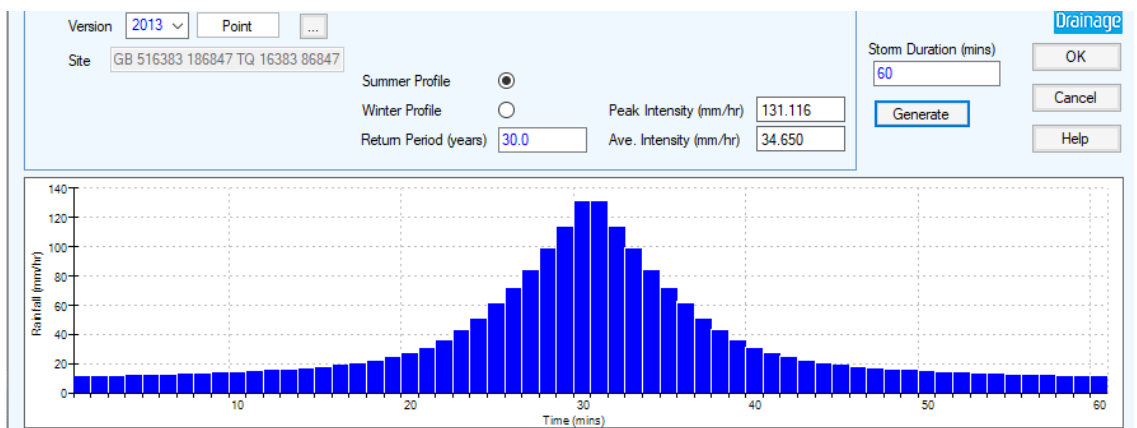 Version 2013 Point ...
Drainage
Site GB 516383 186847 TQ 16383 86847
Storm Duration (mins)
60
OK
Summer Profile
Winter Profile
Peak Intensity (mm/hr) 131.116
Generate
Cancel
Return Period (years) 30.0
Ave. Intensity (mm/hr) 34.650
Help
140
120
100
80
60
40
20
0
Rainfall (mm/hr)
10 20 30 40 50 60
Time (mins)